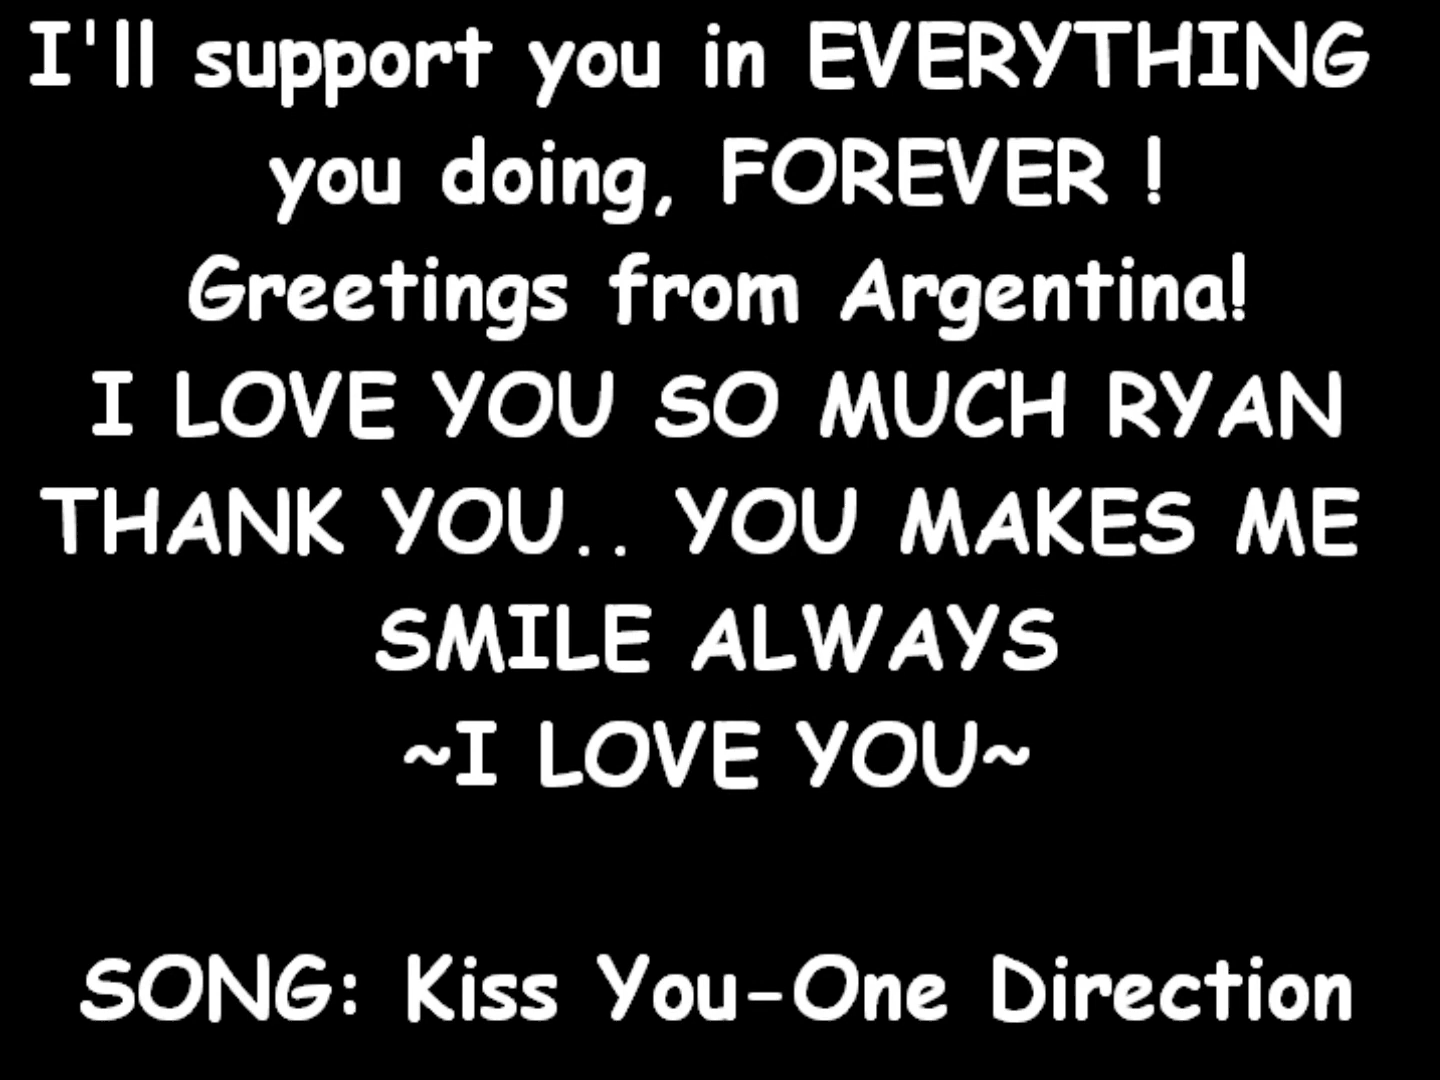 I'll support you in EVERYTHING
you doing, FOREVER !
Greetings from Argentina!
I LOVE YOU SO MUCH RYAN
THANK YOU.. YOU MAKES ME
SMILE ALWAYS
~I LOVE YOU~
SONG: Kiss You-One Direction